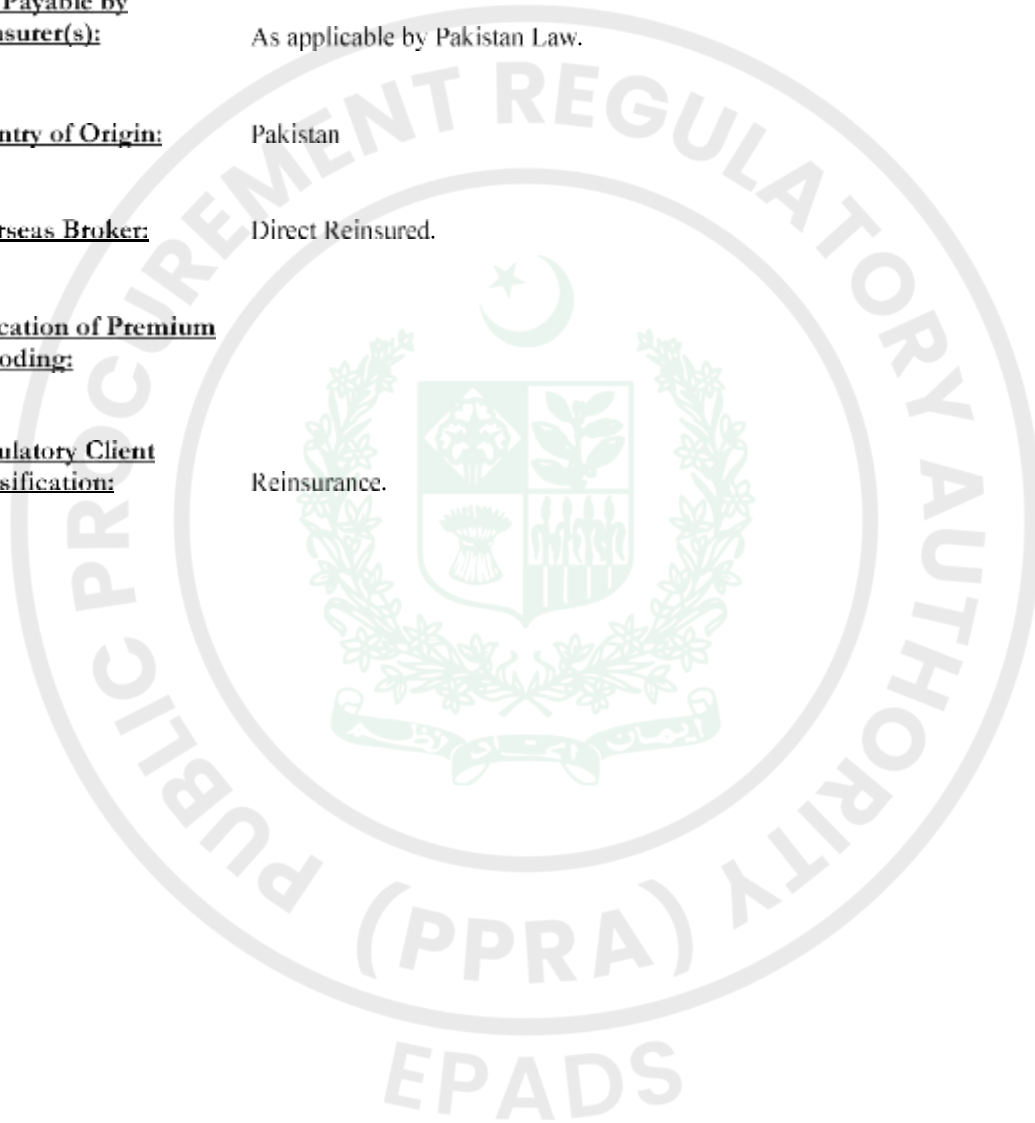 Payable by
nsurer(s): As applicable by Pakistan Law.
ntry of Origin: Pakistan
rseas Broker: Direct Reinsured.
cation of Premium
oding:
ulatory Client
sification: Reinsurance.
PUBLIC PROCUREMENT REGULATORY AUTHORITY
(PPRA)
EPADS